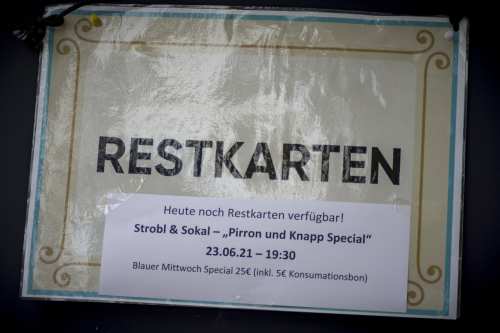 RESTKARTEN
Heute noch Restkarten verfügbar!
Strobl & Sokal – „Pirron und Knapp Special“
23.06.21 – 19:30
Blauer Mittwoch Special 25€ (inkl. 5€ Konsumationsbon)